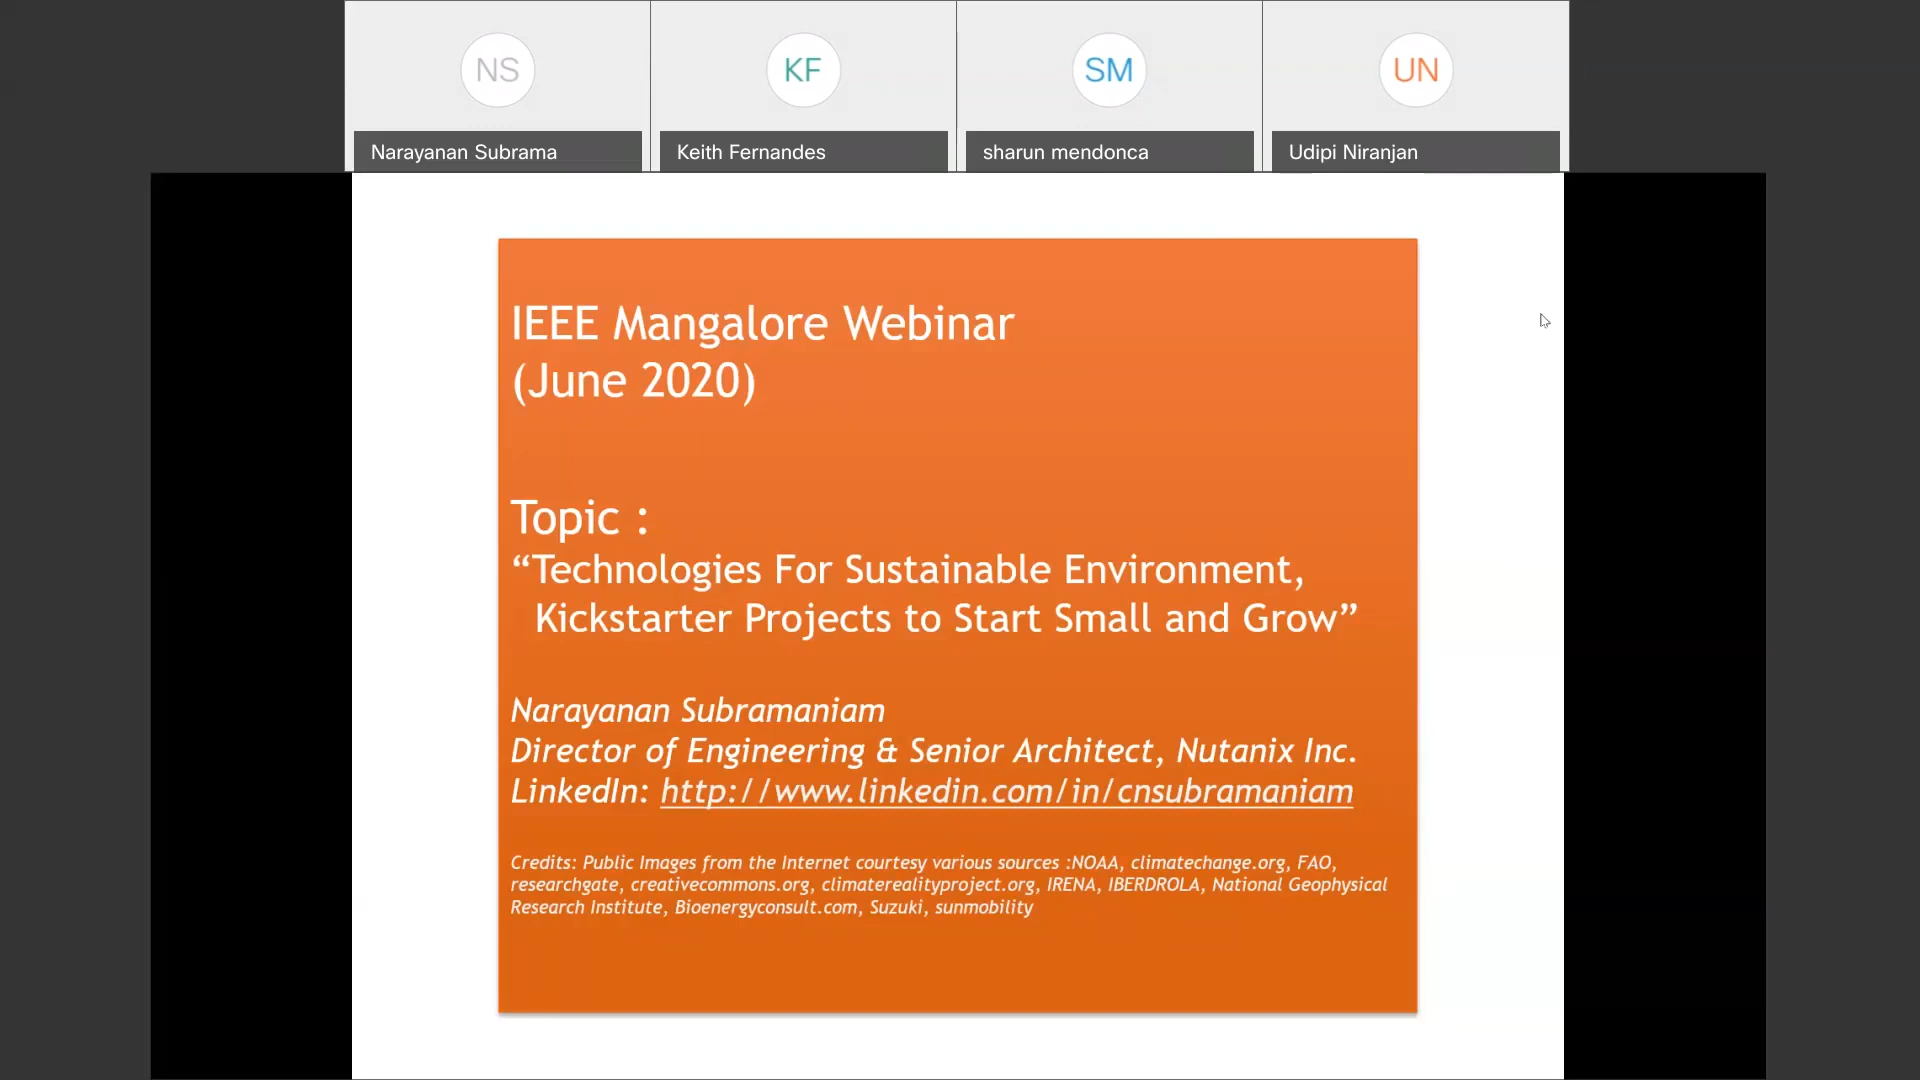 NS
KF
SM
UN
Narayanan Subrama
Keith Fernandes
sharun mendonca
Udipi Niranjan
IEEE Mangalore Webinar
(June 2020)
Topic :
“Technologies For Sustainable Environment,
Kickstarter Projects to Start Small and Grow”
Narayanan Subramaniam
Director of Engineering & Senior Architect, Nutanix Inc.
LinkedIn: http://www.linkedin.com/in/cnsubramaniam
Credits: Public Images from the Internet courtesy various sources :NOAA, climatechange.org, FAO,
researchgate, creativecommons.org, climaterealityproject.org, IRENA, IBERDROLA, National Geophysical
Research Institute, Bioenergyconsult.com, Suzuki, sunmobility